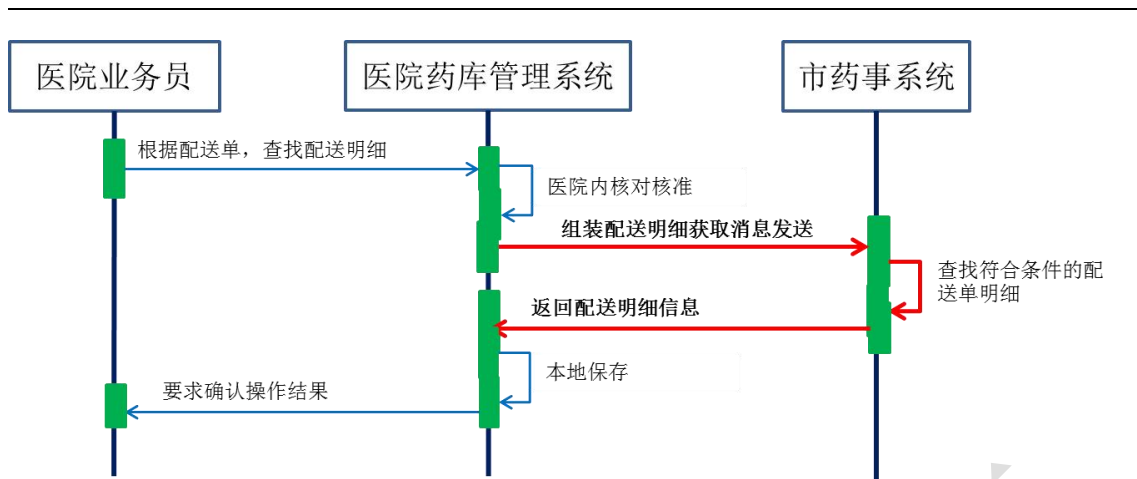 医院业务员
医院药库管理系统
市药事系统
根据配送单，查找配送明细
医院内核对核准
组装配送明细获取消息发送
查找符合条件的配
送单明细
返回配送明细信息
本地保存
要求确认操作结果